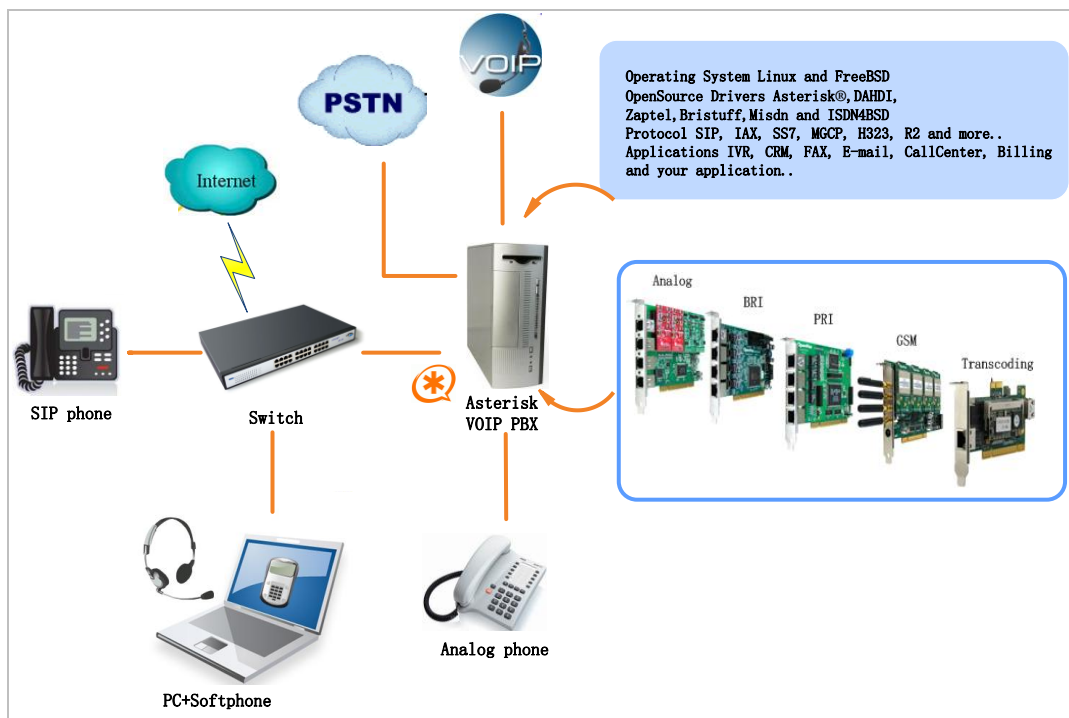 VOIP
PSTN
Internet
Operating System Linux and FreeBSD
OpenSource Drivers Asterisk®,DAHDI,
Zaptel,Bristuff,Misdn and ISDN4BSD
Protocol SIP, IAX, SS7, MGCP, H323, R2 and more..
Applications IVR, CRM, FAX, E-mail, CallCenter, Billing
and your application..
Analog
BRI
PRI
GSM
Transcoding
SIP phone
Switch
Asterisk
VOIP PBX
Analog phone
PC+Softphone